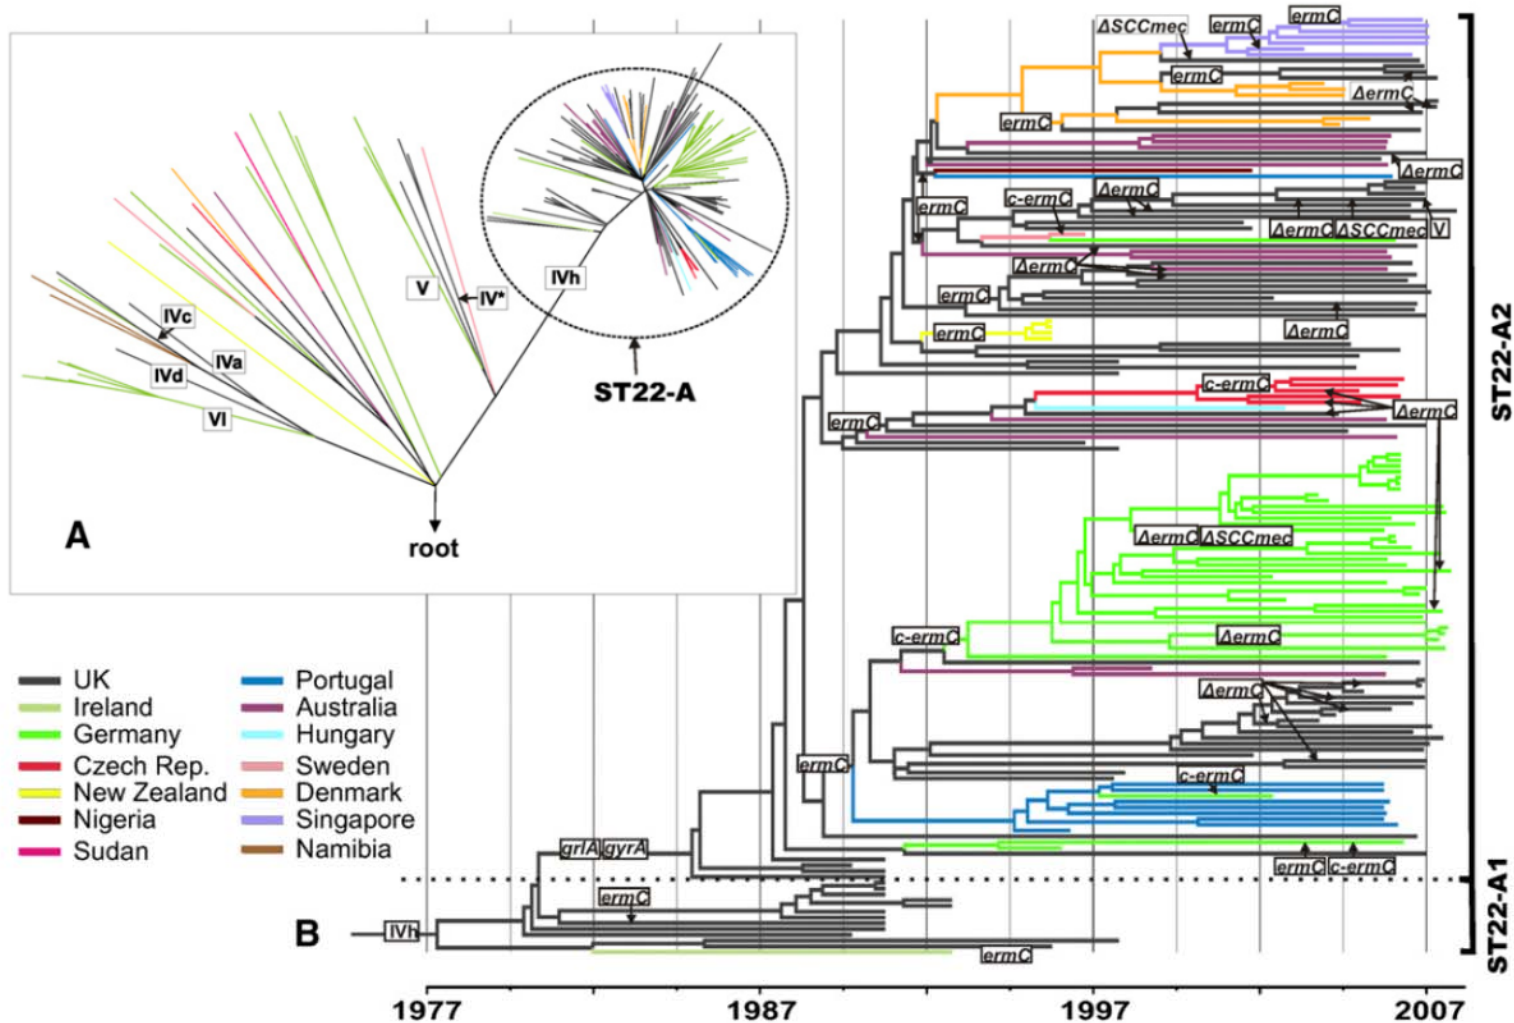 ΔSCCmec ermC ermC
ermC
ΔermC
ermC
ΔermC
c-ermC ΔermC
ermC
ΔermC ΔSCCmec V
ΔermC
ermC
ΔermC
ermC
c-ermC
ΔermC
ermC
ΔermC ΔSCCmec
c-ermC ΔermC
ΔermC
ermC
c-ermC
grlA gyrA
ermC c-ermC
ermC
IVh
ermC
IVc
IVa
IVd
VI
V
IV*
IVh
ST22-A
A
root
UK
Ireland
Germany
Czech Rep.
New Zealand
Nigeria
Sudan
Portugal
Australia
Hungary
Sweden
Denmark
Singapore
Namibia
B
ST22-A2
ST22-A1
1977 1987 1997 2007